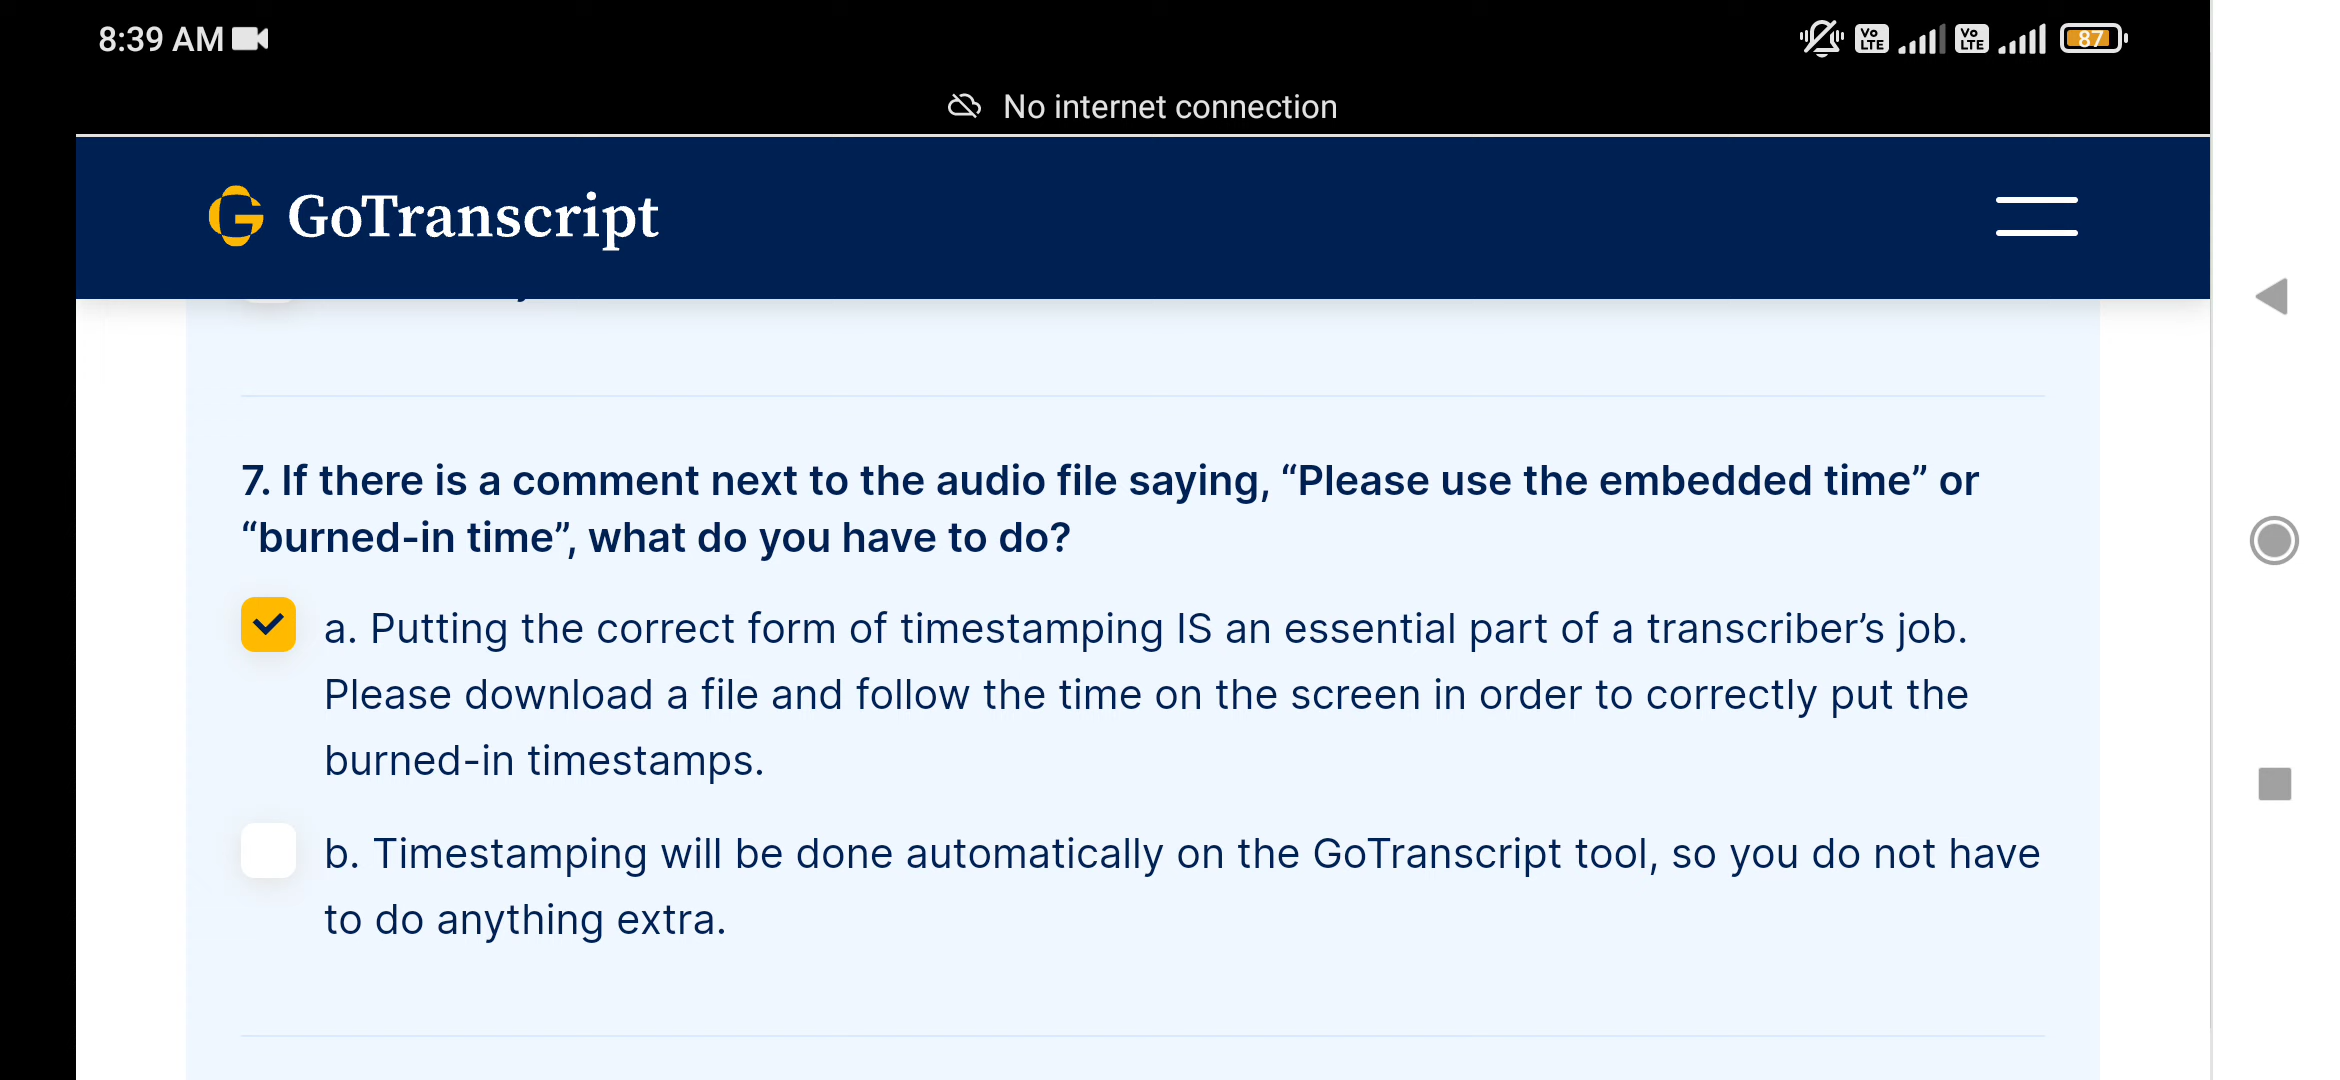 8:39 AM
Vo LTE Vo LTE 87
No internet connection
GoTranscript
7. If there is a comment next to the audio file saying, “Please use the embedded time” or
“burned-in time”, what do you have to do?
a. Putting the correct form of timestamping IS an essential part of a transcriber’s job.
Please download a file and follow the time on the screen in order to correctly put the
burned-in timestamps.
b. Timestamping will be done automatically on the GoTranscript tool, so you do not have
to do anything extra.